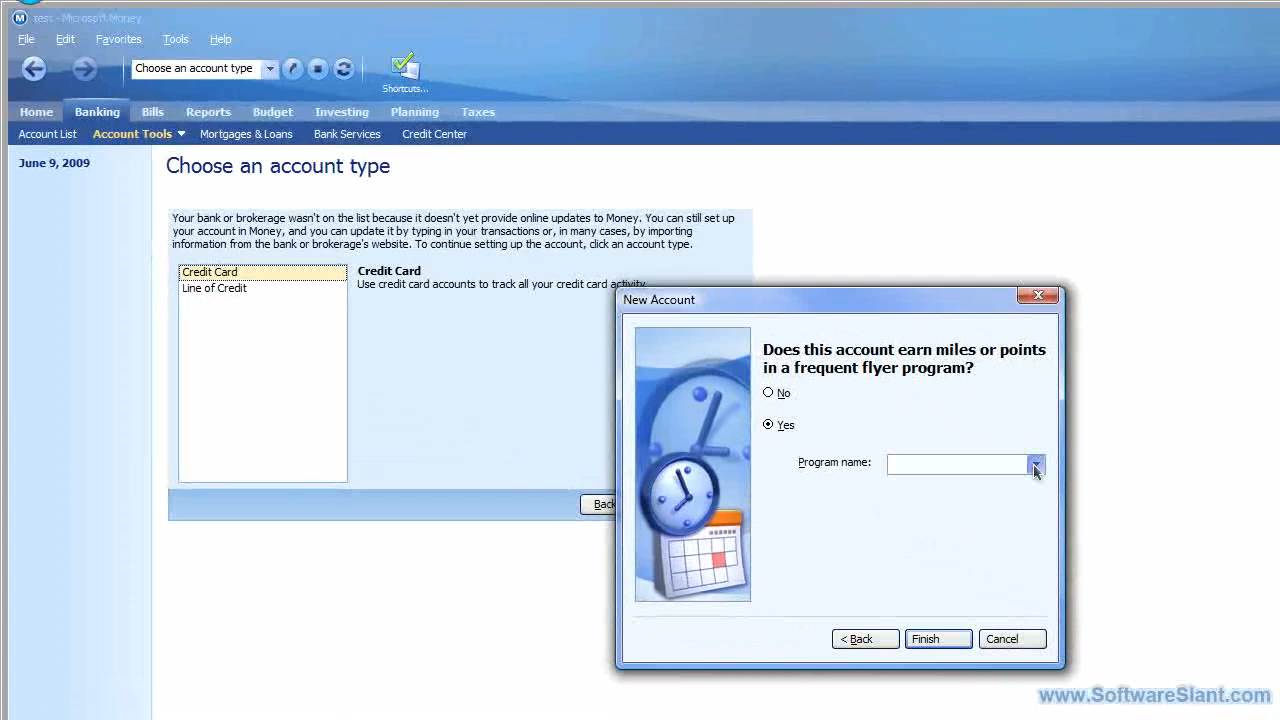 test - Microsoft Money
File Edit Favorites Tools Help
Choose an account type
Shortcuts...
Home Banking Bills Reports Budget Investing Planning Taxes
Account List Account Tools Mortgages & Loans Bank Services Credit Center
June 9, 2009
Choose an account type
Your bank or brokerage wasn't on the list because it doesn't yet provide online updates to Money. You can still set up
your account in Money, and you can update it by typing in your transactions or, in many cases, by importing
information from the bank or brokerage's website. To continue setting up the account, click an account type.
Credit Card
Line of Credit
Credit Card
Use credit card accounts to track all your credit card activity.
Back
New Account
Does this account earn miles or points
in a frequent flyer program?
No
Yes
Program name:
< Back Finish Cancel
www.SoftwareSlant.com